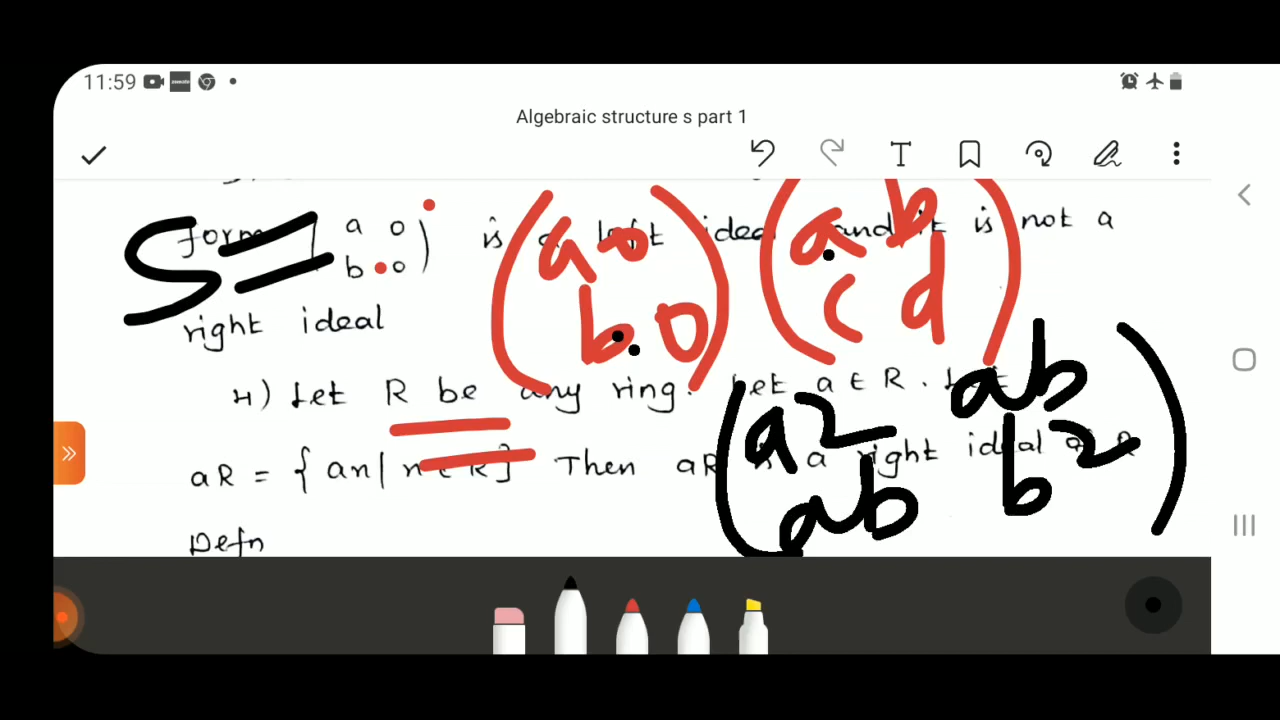 11:59
Algebraic structure s part 1
form ( a 0
b 0 ) is a left ideal and it is not a
S =
( a 0
b 0 )
( a b
c d )
right ideal
4) Let R be any ring. Let a ∈ R. Let
( a2 ab
ab b2 )
aR = { an | n ∈ R } Then aR is a right ideal of R
Defn